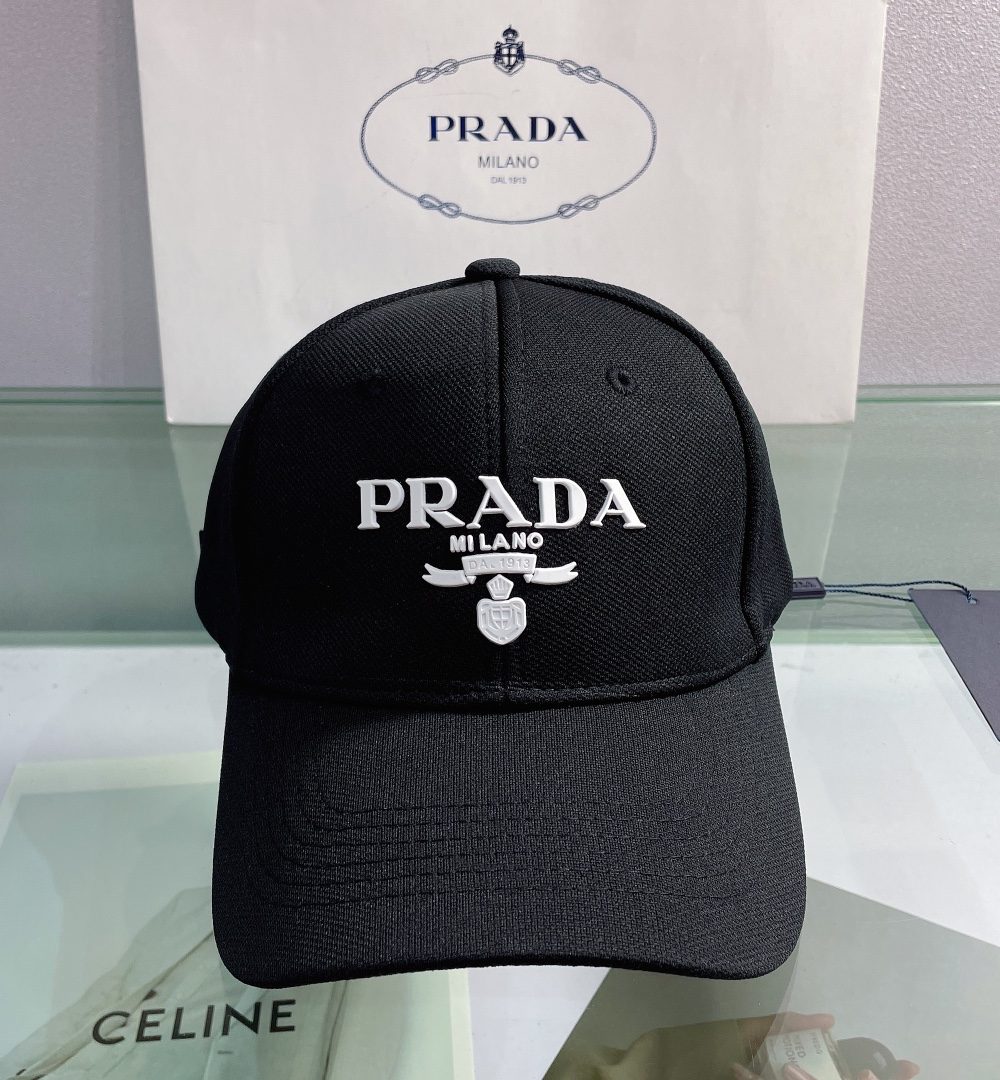 PRADA
MILANO
DAL 1913
PRADA
MILANO
DAL 1913
CELINE